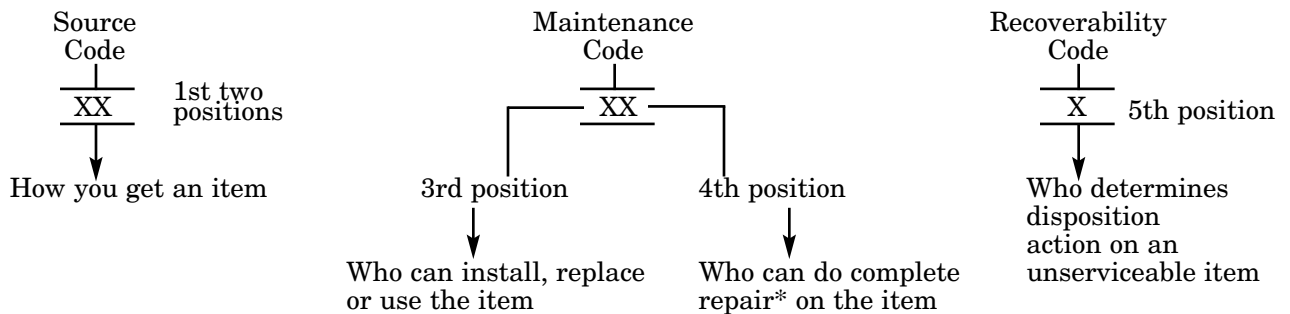 Source
Code
XX
1st two
positions
How you get an item
Maintenance
Code
XX
3rd position
4th position
Who can install, replace
or use the item
Who can do complete
repair* on the item
Recoverability
Code
X
5th position
Who determines
disposition
action on an
unserviceable item